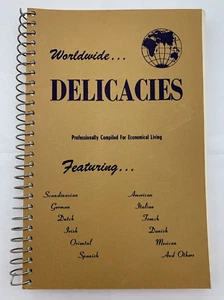 Worldwide...
DELICACIES
Professionally Compiled For Economical Living
Featuring...
Scandinavian American
German Italian
Dutch French
Irish Danish
Oriental Mexican
Spanish And Others